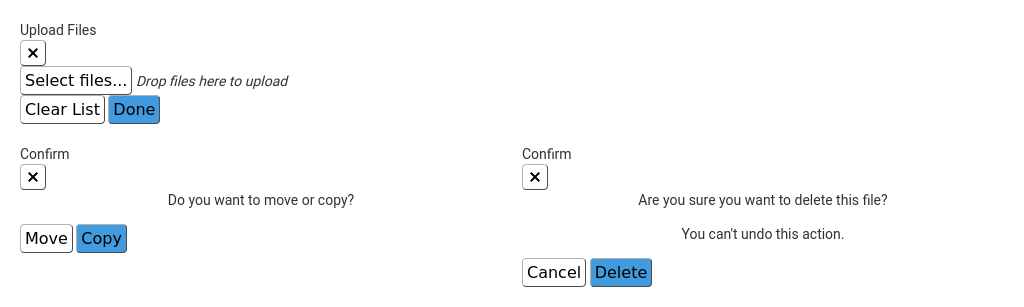 Upload Files
×
Select files... Drop files here to upload
Clear List Done
Confirm
×
Do you want to move or copy?
Move Copy
Confirm
×
Are you sure you want to delete this file?
You can't undo this action.
Cancel Delete